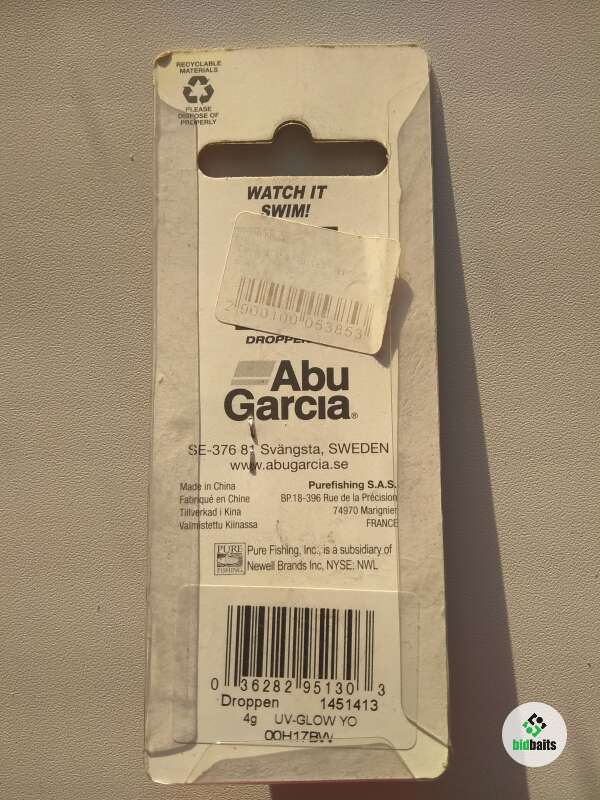 RECYCLABLE
MATERIALS
PLEASE
DISPOSE OF
PROPERLY
WATCH IT
SWIM!
2 900100 053853
DROPPEN
Abu
Garcia®
SE-376 81 Svängsta, SWEDEN
www.abugarcia.se
Made in China
Fabriqué en Chine
Tillverkad i Kina
Valmistettu Kiinassa
Purefishing S.A.S.
BP.18-396 Rue de la Précision
74970 Marignier
FRANCE
PURE
FISHING
Pure Fishing, Inc., is a subsidiary of
Newell Brands Inc, NYSE: NWL
0 36282 95130 3
Droppen 1451413
4g UV-GLOW YO
00H17BW
bidbaits